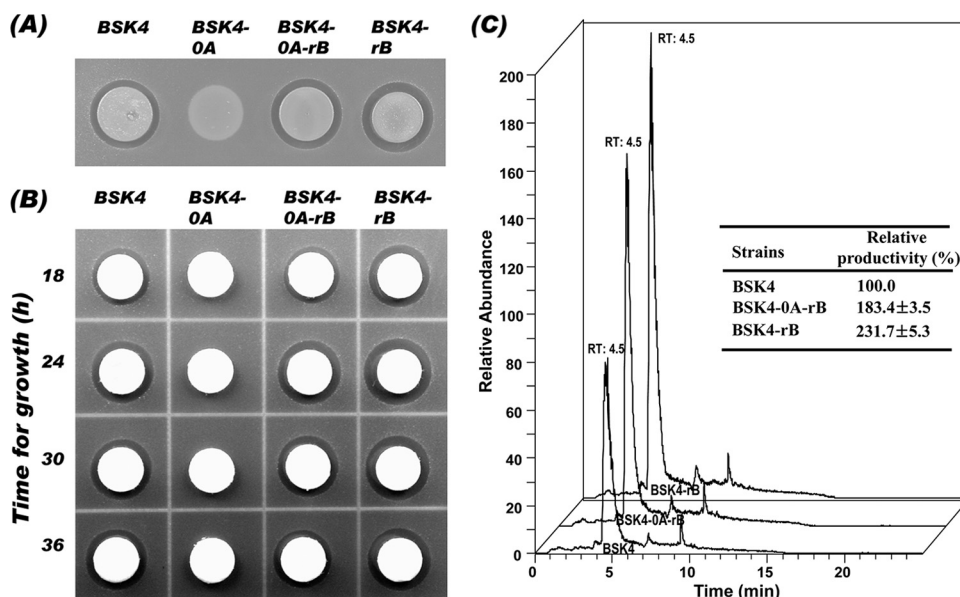 (A)
BSK4
BSK4-
0A
BSK4-
0A-rB
BSK4-
rB
(B)
BSK4
BSK4-
0A
BSK4-
0A-rB
BSK4-
rB
Time for growth (h)
18
24
30
36
(C)
Relative Abundance
200
180
160
140
120
100
80
60
40
20
0
RT: 4.5
RT: 4.5
RT: 4.5
BSK4-rB
BSK4-0A-rB
BSK4
0
5
10
15
20
Time (min)
Strains Relative
productivity (%)
BSK4 100.0
BSK4-0A-rB 183.4±3.5
BSK4-rB 231.7±5.3